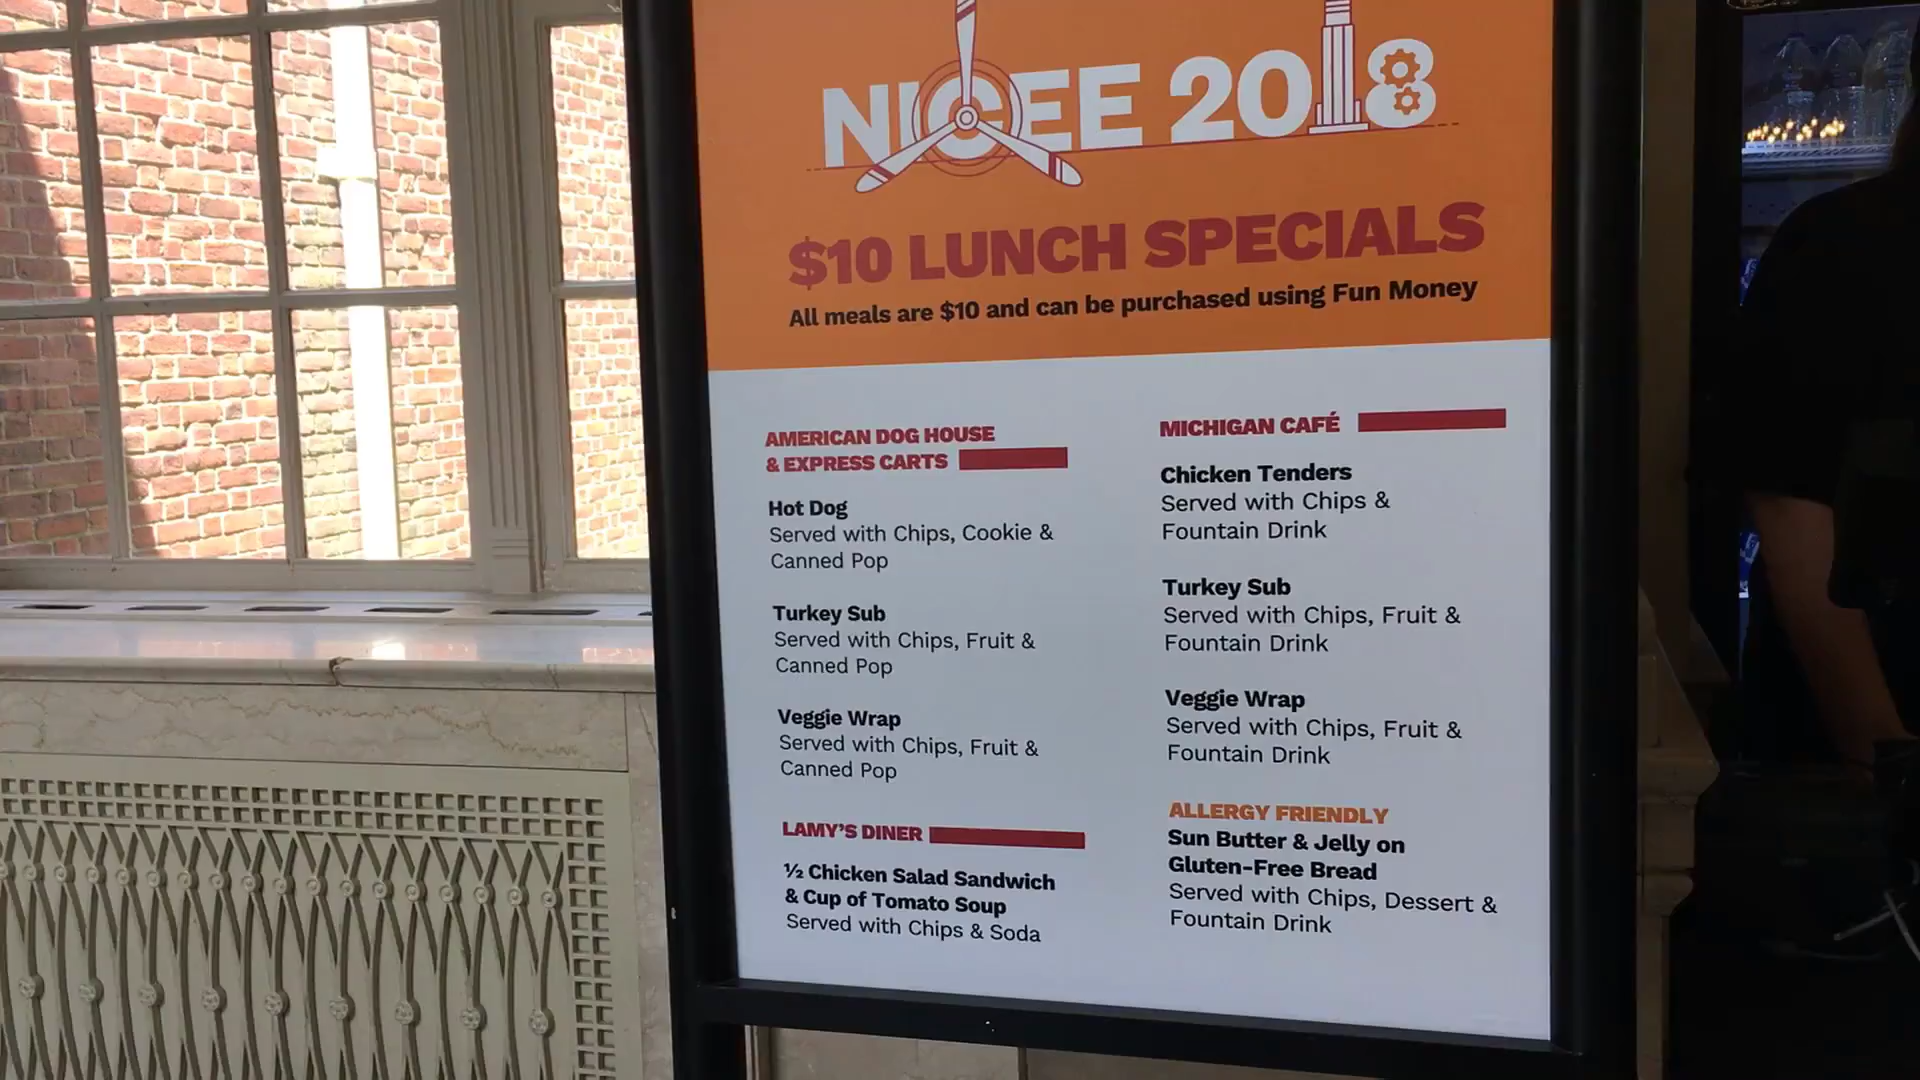 NICEE 2018
$10 LUNCH SPECIALS
All meals are $10 and can be purchased using Fun Money
AMERICAN DOG HOUSE
& EXPRESS CARTS
Hot Dog
Served with Chips, Cookie &
Canned Pop
Turkey Sub
Served with Chips, Fruit &
Canned Pop
Veggie Wrap
Served with Chips, Fruit &
Canned Pop
LAMY'S DINER
½ Chicken Salad Sandwich
& Cup of Tomato Soup
Served with Chips & Soda
MICHIGAN CAFÉ
Chicken Tenders
Served with Chips &
Fountain Drink
Turkey Sub
Served with Chips, Fruit &
Fountain Drink
Veggie Wrap
Served with Chips, Fruit &
Fountain Drink
ALLERGY FRIENDLY
Sun Butter & Jelly on
Gluten-Free Bread
Served with Chips, Dessert &
Fountain Drink